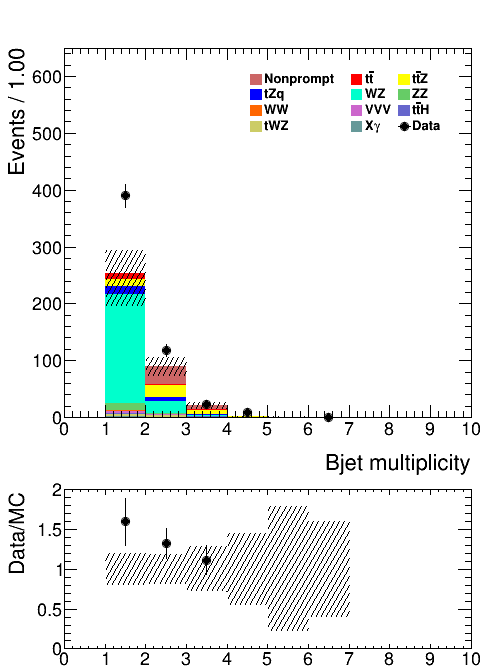 Events / 1.00
600
500
400
300
200
100
0
Nonprompt
tt̄
tt̄Z
tZq
WZ
ZZ
WW
VVV
tt̄H
tWZ
Xγ
Data
0 1 2 3 4 5 6 7 8 9 10
Bjet multiplicity
Data/MC
2
1.5
1
0.5
0
0 1 2 3 4 5 6 7 8 9 10